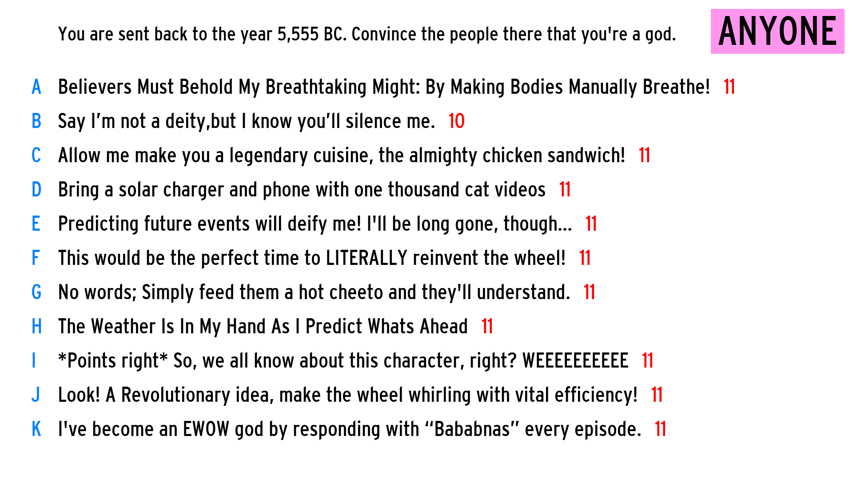 You are sent back to the year 5,555 BC. Convince the people there that you're a god.
ANYONE
A Believers Must Behold My Breathtaking Might: By Making Bodies Manually Breathe! 11
B Say I’m not a deity,but I know you’ll silence me. 10
C Allow me make you a legendary cuisine, the almighty chicken sandwich! 11
D Bring a solar charger and phone with one thousand cat videos 11
E Predicting future events will deify me! I'll be long gone, though... 11
F This would be the perfect time to LITERALLY reinvent the wheel! 11
G No words; Simply feed them a hot cheeto and they'll understand. 11
H The Weather Is In My Hand As I Predict Whats Ahead 11
I *Points right* So, we all know about this character, right? WEEEEEEEEEE 11
J Look! A Revolutionary idea, make the wheel whirling with vital efficiency! 11
K I've become an EWOW god by responding with “Bababnas” every episode. 11